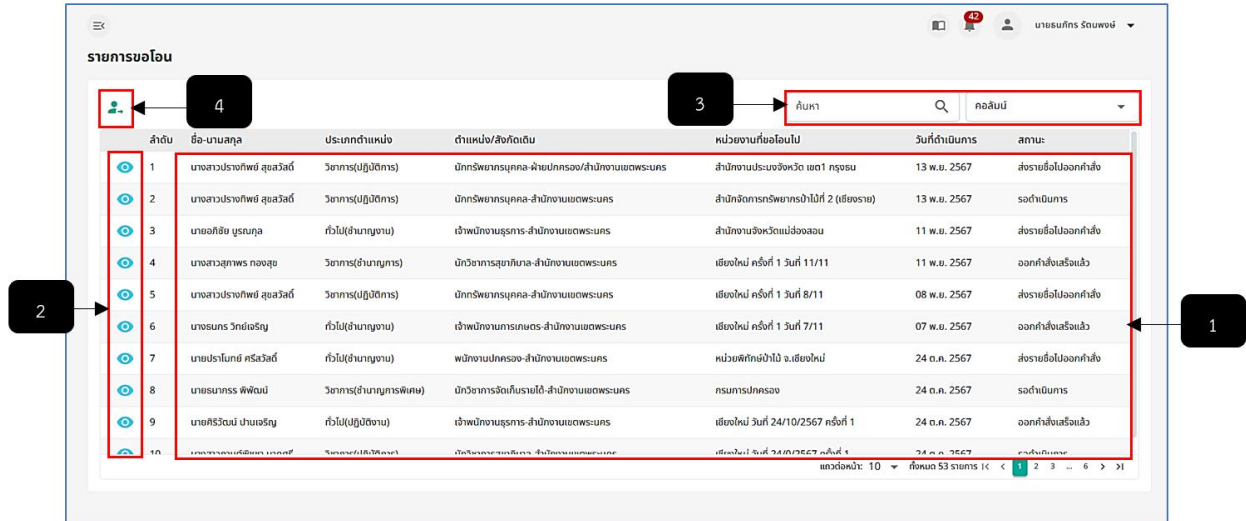 42
นายธนภัทร รัตนพงษ์
รายการขอโอน
4
3
ค้นหา
คอลัมน์
ลำดับ ชื่อ-นามสกุล ประเภทตำแหน่ง ตำแหน่ง/สังกัดเดิม หน่วยงานที่ขอโอนไป วันที่ดำเนินการ สถานะ
1 นางสาวปรางทิพย์ สุขสวัสดิ์ วิชาการ(ปฏิบัติการ) นักทรัพยากรบุคคล-ฝ่ายปกครอง/สำนักงานเขตพระนคร สำนักงานประมงจังหวัด เขต1 กรุงธน 13 พ.ย. 2567 ส่งรายชื่อไปออกคำสั่ง
2 นางสาวปรางทิพย์ สุขสวัสดิ์ วิชาการ(ปฏิบัติการ) นักทรัพยากรบุคคล-สำนักงานเขตพระนคร สำนักจัดการทรัพยากรป่าไม้ที่ 2 (เชียงราย) 13 พ.ย. 2567 รอดำเนินการ
3 นายอภิชัย บูรณกุล ทั่วไป(ชำนาญงาน) เจ้าพนักงานธุรการ-สำนักงานเขตพระนคร สำนักงานจังหวัดแม่ฮ่องสอน 11 พ.ย. 2567 ส่งรายชื่อไปออกคำสั่ง
4 นางสาวสุภาพร ทองสุข วิชาการ(ชำนาญการ) นักวิชาการสุขาภิบาล-สำนักงานเขตพระนคร เชียงใหม่ ครั้งที่ 1 วันที่ 11/11 11 พ.ย. 2567 ออกคำสั่งเสร็จแล้ว
5 นางสาวปรางทิพย์ สุขสวัสดิ์ วิชาการ(ปฏิบัติการ) นักทรัพยากรบุคคล-สำนักงานเขตพระนคร เชียงใหม่ ครั้งที่ 1 วันที่ 8/11 08 พ.ย. 2567 ส่งรายชื่อไปออกคำสั่ง
2
1
6 นางธนกร วิทย์เจริญ ทั่วไป(ชำนาญงาน) เจ้าพนักงานการเกษตร-สำนักงานเขตพระนคร เชียงใหม่ ครั้งที่ 1 วันที่ 7/11 07 พ.ย. 2567 ออกคำสั่งเสร็จแล้ว
7 นายปราโมทย์ ศรีสวัสดิ์ ทั่วไป(ชำนาญงาน) พนักงานปกครอง-สำนักงานเขตพระนคร หน่วยพิทักษ์ป่าไม้ จ.เชียงใหม่ 24 ต.ค. 2567 ส่งรายชื่อไปออกคำสั่ง
8 นายธนากรร พิพัฒน์ วิชาการ(ชำนาญการพิเศษ) นักวิชาการจัดเก็บรายได้-สำนักงานเขตพระนคร กรมการปกครอง 24 ต.ค. 2567 รอดำเนินการ
9 นายศิริวัฒน์ ปานเจริญ ทั่วไป(ปฏิบัติงาน) เจ้าพนักงานธุรการ-สำนักงานเขตพระนคร เชียงใหม่ วันที่ 24/10/2567 ครั้งที่ 1 24 ต.ค. 2567 ออกคำสั่งเสร็จแล้ว
10
แถวต่อหน้า: 10 ทั้งหมด 53 รายการ |< < 1 2 3 ... 6 > >|